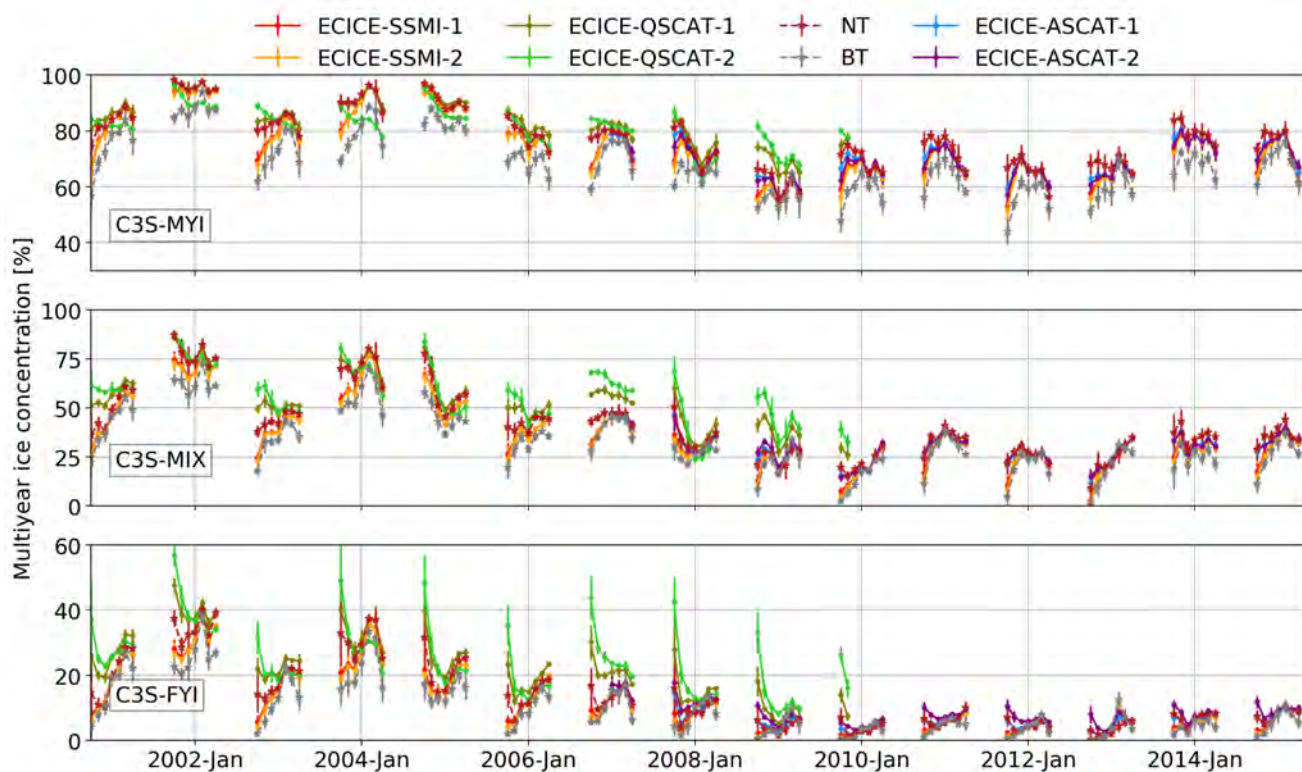 ECICE-SSMI-1 ECICE-QSCAT-1 NT ECICE-ASCAT-1
ECICE-SSMI-2 ECICE-QSCAT-2 BT ECICE-ASCAT-2
Multiyear ice concentration [%]
100
80
60
40
C3S-MYI
100
75
50
25
0
C3S-MIX
60
40
20
0
C3S-FYI
2002-Jan 2004-Jan 2006-Jan 2008-Jan 2010-Jan 2012-Jan 2014-Jan